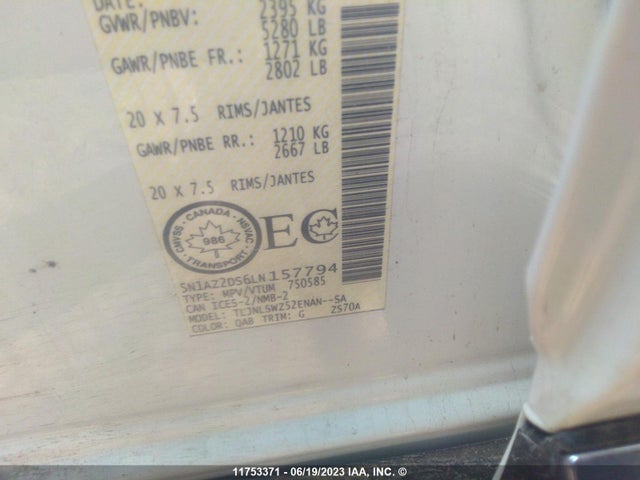 DATE:
GVWR/PNBV: 2395 KG
5280 LB
GAWR/PNBE FR.: 1271 KG
2802 LB
20 X 7.5 RIMS/JANTES
GAWR/PNBE RR.: 1210 KG
2667 LB
20 X 7.5 RIMS/JANTES
CMVSS · CANADA · NSVAC
986
TRANSPORT
EC
5N1AZ2DS6LN157794
TYPE: MPV/VTUM 750585
CAN ICES-2/NMB-2
MODEL: TLJNLSWZ52ENAN--SA
COLOR: QAB TRIM: G 2S70A
11753371 - 06/19/2023 IAA, INC. ©